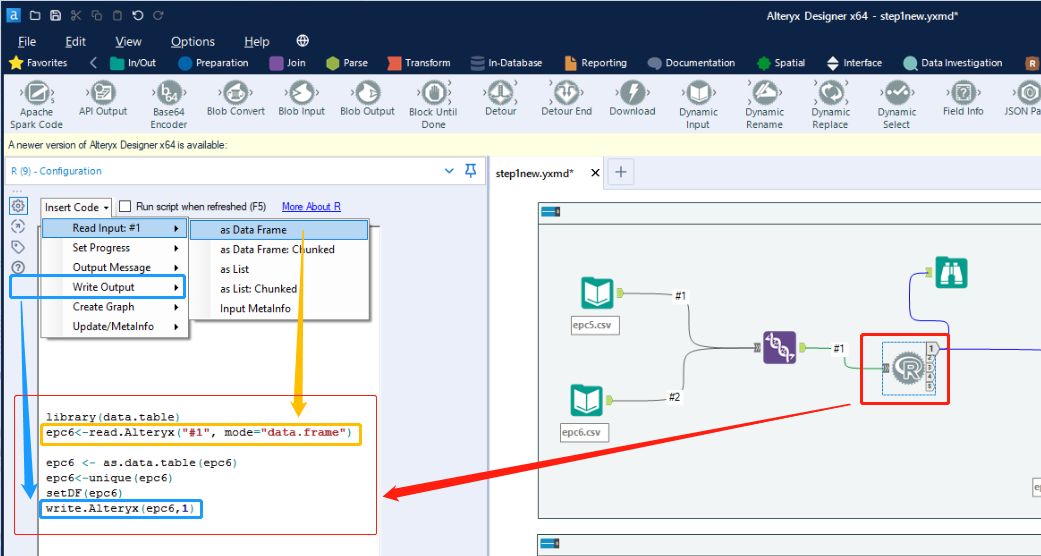 a
Alteryx Designer x64 - step1new.yxmd*
File Edit View Options Help
Favorites In/Out Preparation Join Parse Transform In-Database Reporting Documentation Spatial Interface Data Investigation R
Apache Spark Code
API Output
Base64 Encoder
Blob Convert
Blob Input
Blob Output
Block Until Done
Detour
Detour End
Download
Dynamic Input
Dynamic Rename
Dynamic Replace
Dynamic Select
Field Info
JSON Pa
A newer version of Alteryx Designer x64 is available:
R (9) - Configuration
step1new.yxmd*
Insert Code
Run script when refreshed (F5)
More About R
Read Input: #1
Set Progress
Output Message
Write Output
Create Graph
Update/MetaInfo
as Data Frame
as Data Frame: Chunked
as List
as List: Chunked
Input MetaInfo
library(data.table)
epc6<-read.Alteryx("#1", mode="data.frame")
epc6 <- as.data.table(epc6)
epc6<-unique(epc6)
setDF(epc6)
write.Alteryx(epc6,1)
#1
epc5.csv
#2
epc6.csv
#1
R
1
2
3
4
5